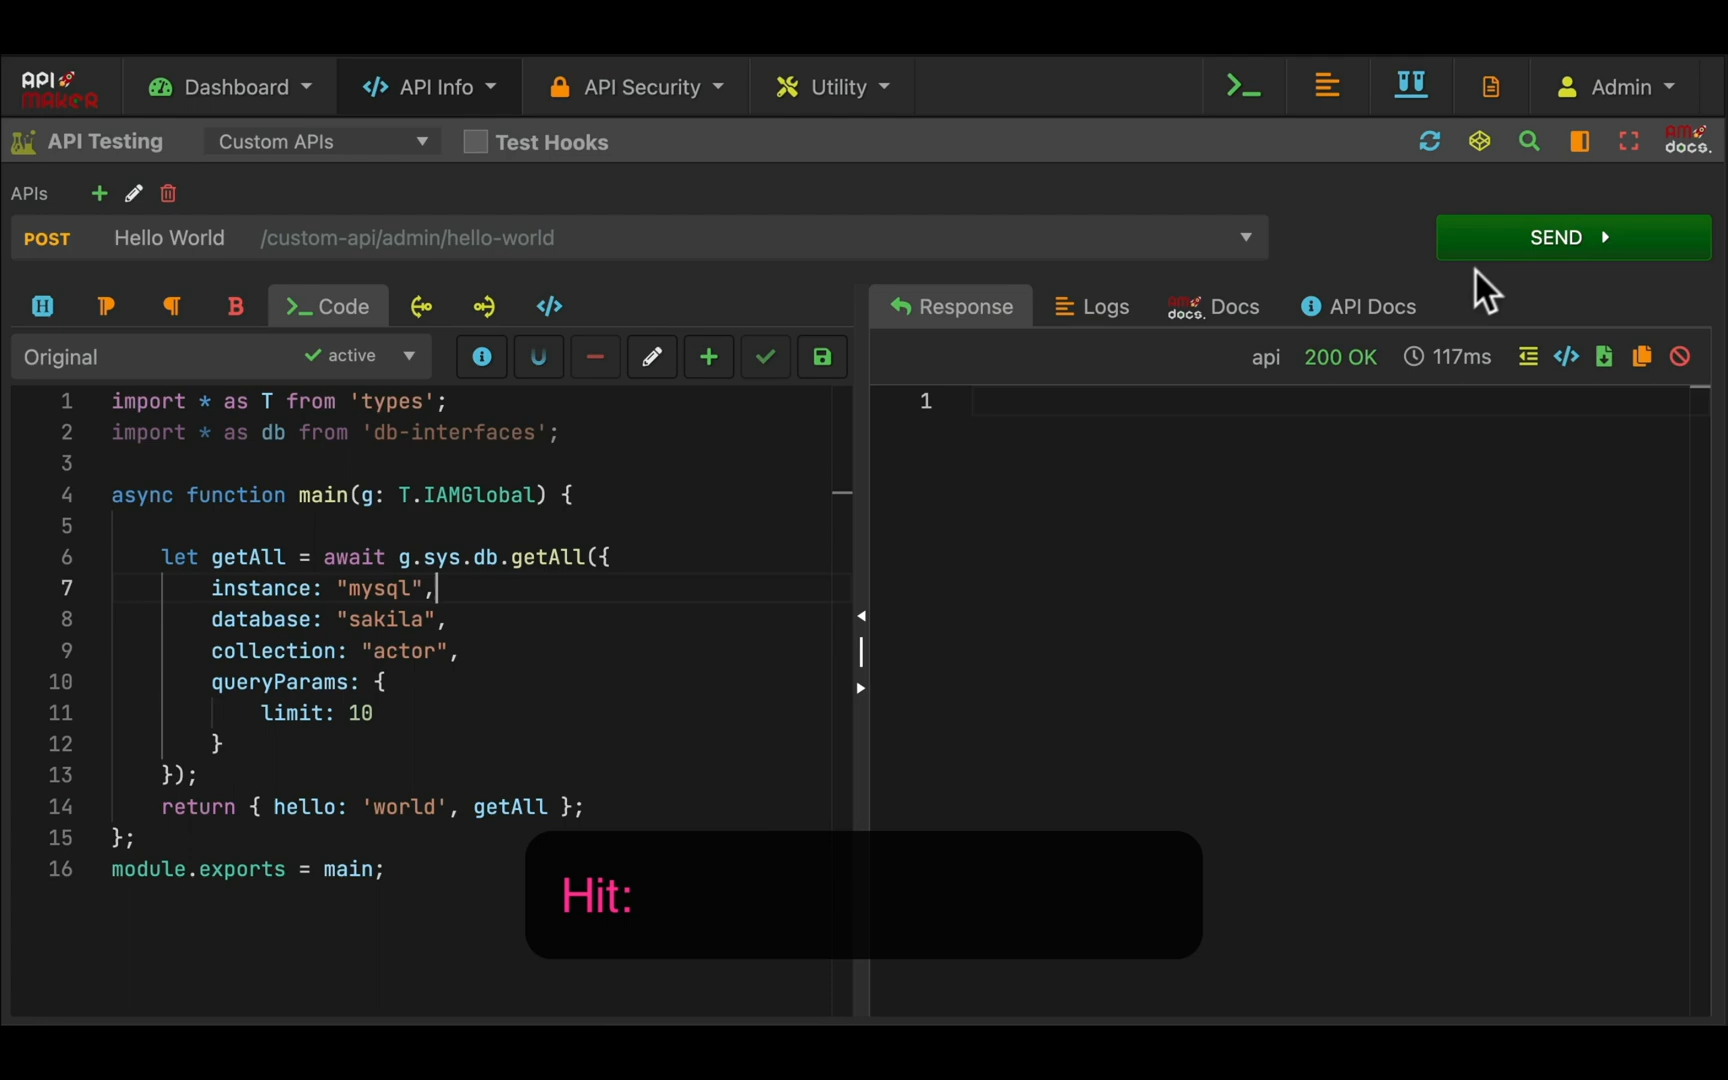 API MAKER
Dashboard
API Info
API Security
Utility
Admin
API Testing
Custom APIs
Test Hooks
AM docs.
APIs
POST Hello World /custom-api/admin/hello-world
SEND
H
B
Code
Response
Logs
AM docs. Docs
API Docs
Original active
api 200 OK 117ms
1 import * as T from 'types';
2 import * as db from 'db-interfaces';
3
4 async function main(g: T.IAMGlobal) {
5
6 let getAll = await g.sys.db.getAll({
7 instance: "mysql",
8 database: "sakila",
9 collection: "actor",
10 queryParams: {
11 limit: 10
12 }
13 });
14 return { hello: 'world', getAll };
15 };
16 module.exports = main;
1
Hit: